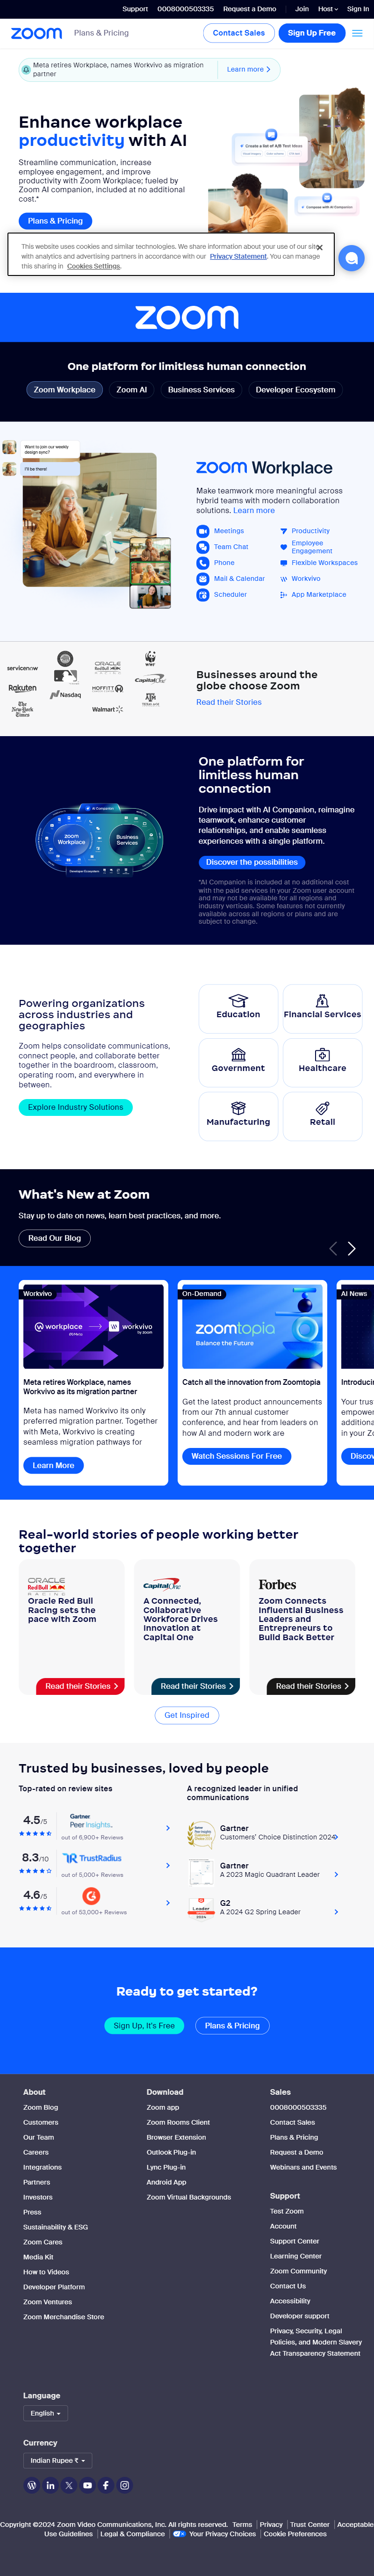 Support 0008000503335 Request a Demo Join Host Sign In
zoom Plans & Pricing Contact Sales Sign Up Free
Meta retires Workplace, names Workvivo as migration
partner
Learn more
Enhance workplace
productivity with AI
Streamline communication, increase
employee engagement, and improve
productivity with Zoom Workplace; fueled by
Zoom AI companion, included at no additional
cost.*
Plans & Pricing
Create a list of A/B Test Ideas
Compose with AI Companion
This website uses cookies and similar technologies. We share information about your use of our site
with analytics and advertising partners in accordance with our Privacy Statement. You can manage
this sharing in Cookies Settings.
zoom
One platform for limitless human connection
Zoom Workplace Zoom AI Business Services Developer Ecosystem
Want to join our weekly
design sync?
I'll be there!
zoom Workplace
Make teamwork more meaningful across
hybrid teams with modern collaboration
solutions. Learn more
Meetings
Team Chat
Phone
Mail & Calendar
Scheduler
Productivity
Employee
Engagement
Flexible Workspaces
Workvivo
App Marketplace
servicenow
ORACLE
Red Bull
RACING
WWF
Rakuten
Capital One
Nasdaq
MOFFITT
The
New York
Times
Walmart
TEXAS A&M
Businesses around the
globe choose Zoom
Read their Stories
AI Companion
Zoom
Workplace
Business
Services
Developer Ecosystem
One platform for
limitless human
connection
Drive impact with AI Companion, reimagine
teamwork, enhance customer
relationships, and enable seamless
experiences with a single platform.
Discover the possibilities
*AI Companion is included at no additional cost
with the paid services in your Zoom user account
and may not be available for all regions and
industry verticals. Some features not currently
available across all regions or plans and are
subject to change.
Powering organizations
across industries and
geographies
Zoom helps consolidate communications,
connect people, and collaborate better
together in the boardroom, classroom,
operating room, and everywhere in
between.
Explore Industry Solutions
Education
Financial Services
Government
Healthcare
Manufacturing
Retail
What's New at Zoom
Stay up to date on news, learn best practices, and more.
Read Our Blog
Workvivo
workplace
workvivo
by zoom
Meta retires Workplace, names
Workvivo as its migration partner
Meta has named Workvivo its only
preferred migration partner. Together
with Meta, Workvivo is creating
seamless migration pathways for
Learn More
On-Demand
zoomtopia
Balance the Future
Catch all the innovation from Zoomtopia
Get the latest product announcements
from our 7th annual customer
conference, and hear from leaders on
how AI and modern work are
Watch Sessions For Free
AI News
Introducin
Your trus
empower
additiona
in your Zo
Discov
Real-world stories of people working better
together
ORACLE
Red Bull
RACING
Oracle Red Bull
Racing sets the
pace with Zoom
Read their Stories
Capital One
A Connected,
Collaborative
Workforce Drives
Innovation at
Capital One
Read their Stories
Forbes
Zoom Connects
Influential Business
Leaders and
Entrepreneurs to
Build Back Better
Read their Stories
Get Inspired
Trusted by businesses, loved by people
Top-rated on review sites
4.5/5
Gartner
Peer Insights
out of 6,900+ Reviews
8.3/10
TrustRadius
out of 5,000+ Reviews
4.6/5
out of 53,000+ Reviews
A recognized leader in unified
communications
Gartner
Customers' Choice Distinction 2024
Gartner
A 2023 Magic Quadrant Leader
Leader
2024
G2
A 2024 G2 Spring Leader
Ready to get started?
Sign Up, It's Free Plans & Pricing
About
Zoom Blog
Customers
Our Team
Careers
Integrations
Partners
Investors
Press
Sustainability & ESG
Zoom Cares
Media Kit
How to Videos
Developer Platform
Zoom Ventures
Zoom Merchandise Store
Download
Zoom app
Zoom Rooms Client
Browser Extension
Outlook Plug-in
Lync Plug-in
Android App
Zoom Virtual Backgrounds
Sales
0008000503335
Contact Sales
Plans & Pricing
Request a Demo
Webinars and Events
Support
Test Zoom
Account
Support Center
Learning Center
Zoom Community
Contact Us
Accessibility
Developer support
Privacy, Security, Legal
Policies, and Modern Slavery
Act Transparency Statement
Language
English
Currency
Indian Rupee ₹
Copyright ©2024 Zoom Video Communications, Inc. All rights reserved. Terms Privacy Trust Center Acceptable
Use Guidelines Legal & Compliance Your Privacy Choices Cookie Preferences